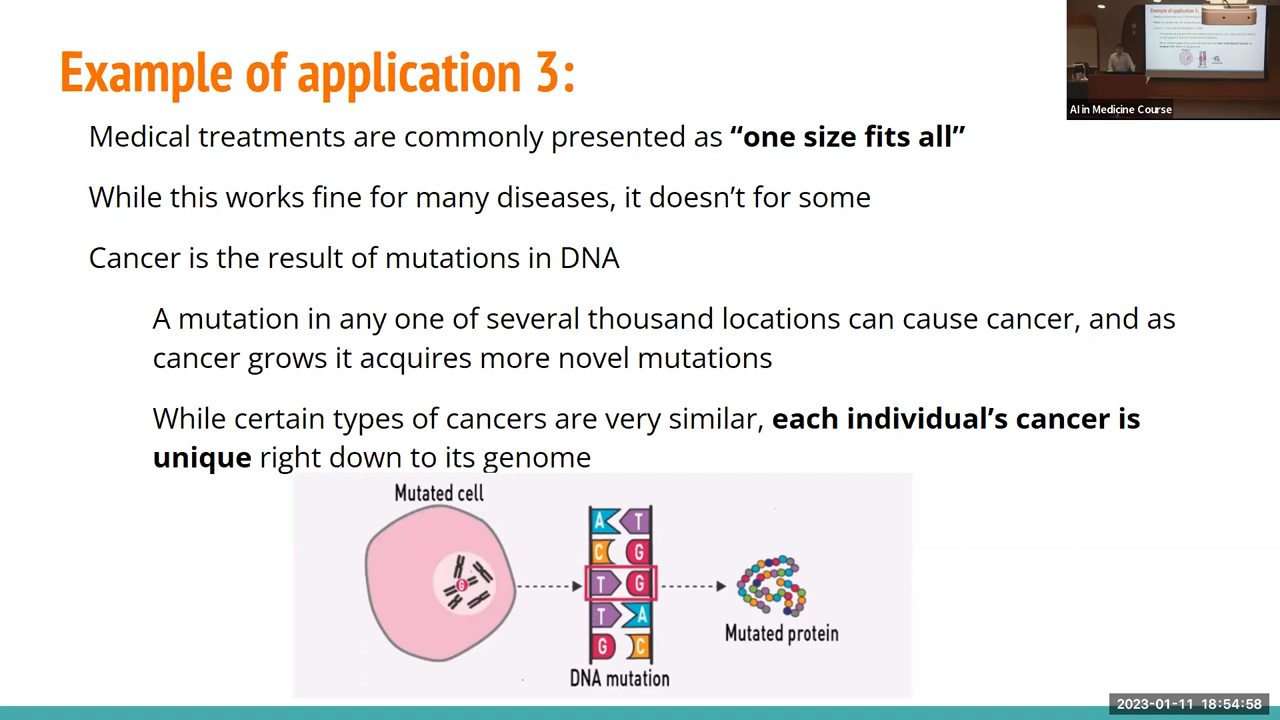 Example of application 3:
Medical treatments are commonly presented as “one size fits all”
While this works fine for many diseases, it doesn’t for some
Cancer is the result of mutations in DNA
A mutation in any one of several thousand locations can cause cancer, and as
cancer grows it acquires more novel mutations
While certain types of cancers are very similar, each individual’s cancer is
unique right down to its genome
Mutated cell
G
A T
C G
T G
T A
G C
DNA mutation
Mutated protein
Example of application 3:
AI in Medicine Course
2023-01-11 18:54:58